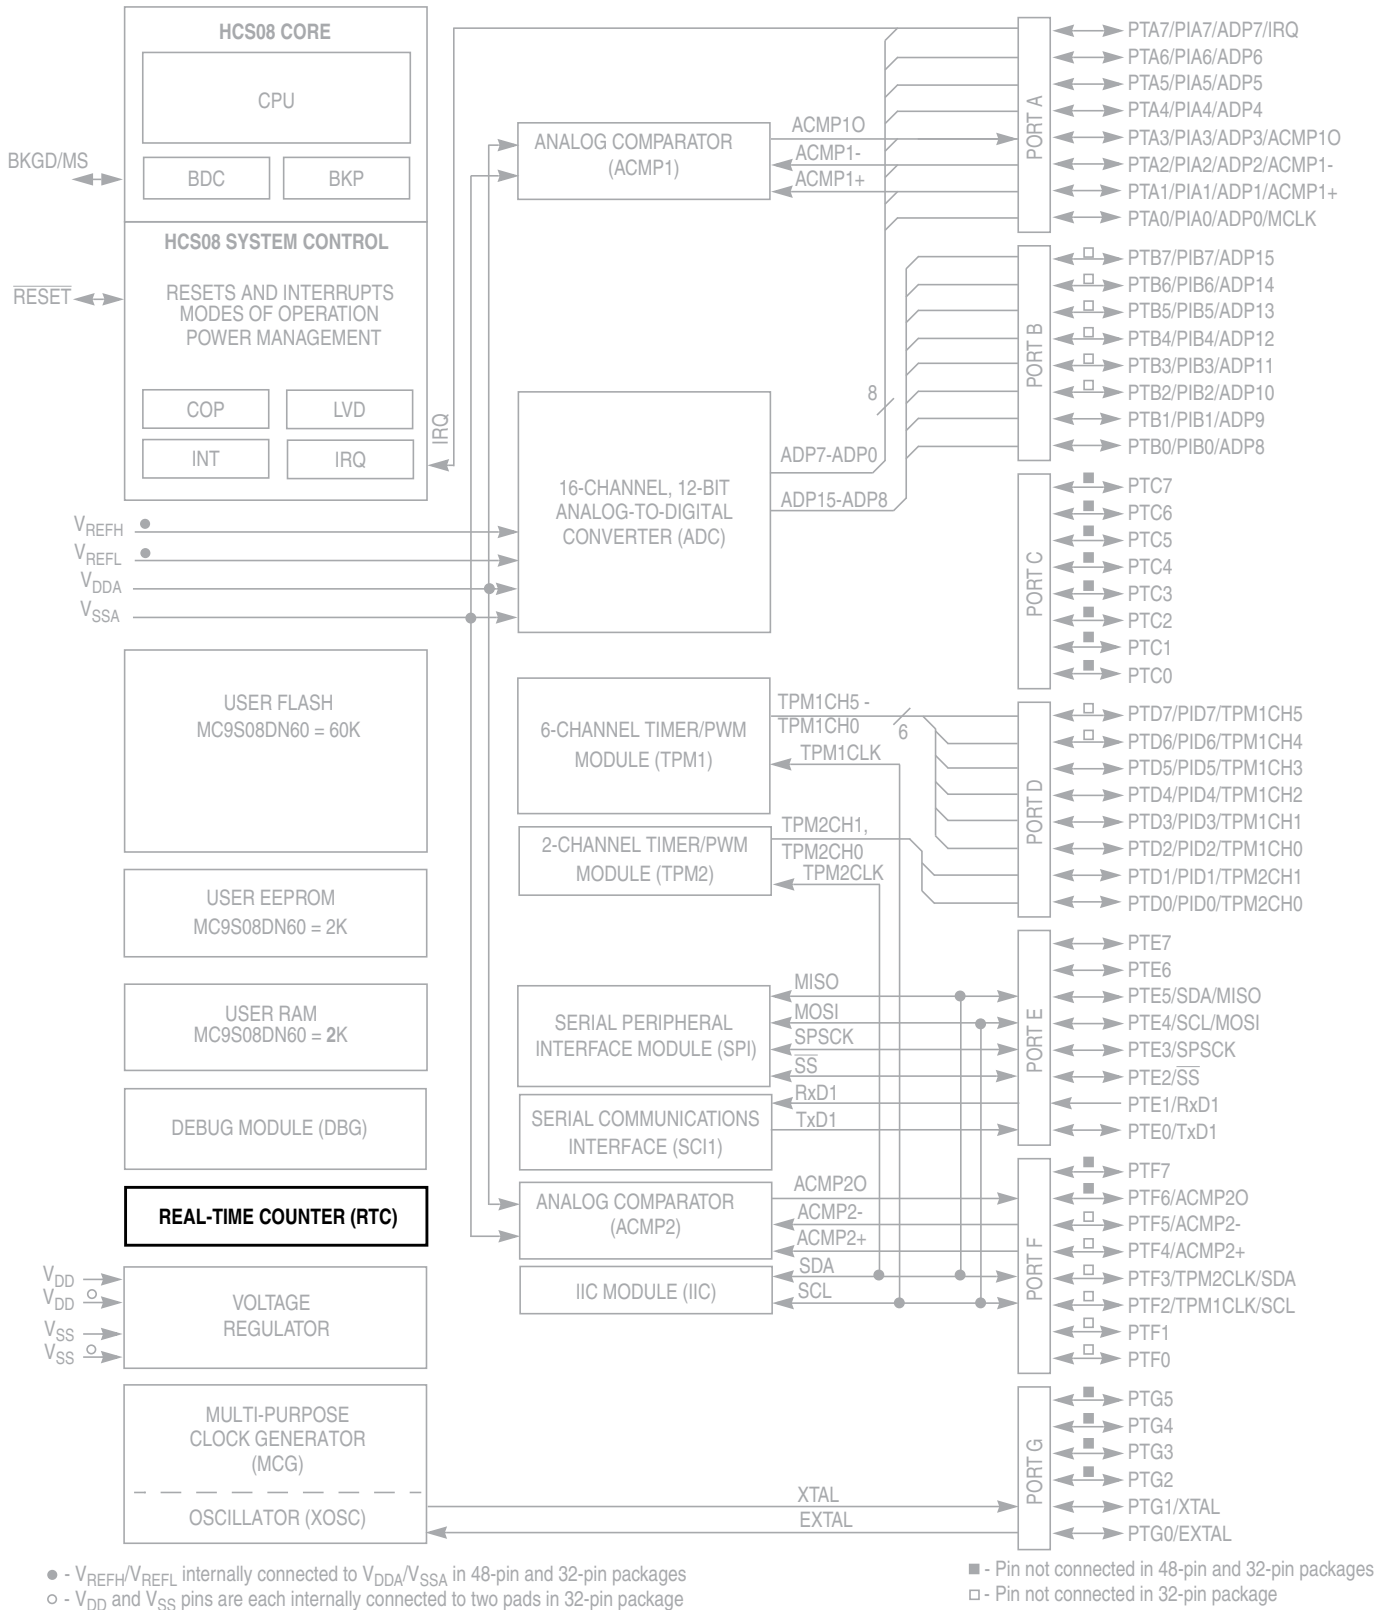 HCS08 CORE
CPU
BDC
BKP
BKGD/MS
HCS08 SYSTEM CONTROL
RESETS AND INTERRUPTS
MODES OF OPERATION
POWER MANAGEMENT
RESET
COP
LVD
INT
IRQ
IRQ
VREFH
VREFL
VDDA
VSSA
USER FLASH
MC9S08DN60 = 60K
USER EEPROM
MC9S08DN60 = 2K
USER RAM
MC9S08DN60 = 2K
DEBUG MODULE (DBG)
REAL-TIME COUNTER (RTC)
VDD
VDD
VSS
VSS
VOLTAGE
REGULATOR
MULTI-PURPOSE
CLOCK GENERATOR
(MCG)
OSCILLATOR (XOSC)
ANALOG COMPARATOR
(ACMP1)
ACMP1O
ACMP1-
ACMP1+
16-CHANNEL, 12-BIT
ANALOG-TO-DIGITAL
CONVERTER (ADC)
8
ADP7-ADP0
ADP15-ADP8
6-CHANNEL TIMER/PWM
MODULE (TPM1)
TPM1CH5 -
TPM1CH0
6
TPM1CLK
2-CHANNEL TIMER/PWM
MODULE (TPM2)
TPM2CH1,
TPM2CH0
TPM2CLK
SERIAL PERIPHERAL
INTERFACE MODULE (SPI)
MISO
MOSI
SPSCK
SS
SERIAL COMMUNICATIONS
INTERFACE (SCI1)
RxD1
TxD1
ANALOG COMPARATOR
(ACMP2)
ACMP2O
ACMP2-
ACMP2+
IIC MODULE (IIC)
SDA
SCL
XTAL
EXTAL
PORT A
PTA7/PIA7/ADP7/IRQ
PTA6/PIA6/ADP6
PTA5/PIA5/ADP5
PTA4/PIA4/ADP4
PTA3/PIA3/ADP3/ACMP1O
PTA2/PIA2/ADP2/ACMP1-
PTA1/PIA1/ADP1/ACMP1+
PTA0/PIA0/ADP0/MCLK
PORT B
PTB7/PIB7/ADP15
PTB6/PIB6/ADP14
PTB5/PIB5/ADP13
PTB4/PIB4/ADP12
PTB3/PIB3/ADP11
PTB2/PIB2/ADP10
PTB1/PIB1/ADP9
PTB0/PIB0/ADP8
PORT C
PTC7
PTC6
PTC5
PTC4
PTC3
PTC2
PTC1
PTC0
PORT D
PTD7/PID7/TPM1CH5
PTD6/PID6/TPM1CH4
PTD5/PID5/TPM1CH3
PTD4/PID4/TPM1CH2
PTD3/PID3/TPM1CH1
PTD2/PID2/TPM1CH0
PTD1/PID1/TPM2CH1
PTD0/PID0/TPM2CH0
PORT E
PTE7
PTE6
PTE5/SDA/MISO
PTE4/SCL/MOSI
PTE3/SPSCK
PTE2/SS
PTE1/RxD1
PTE0/TxD1
PORT F
PTF7
PTF6/ACMP2O
PTF5/ACMP2-
PTF4/ACMP2+
PTF3/TPM2CLK/SDA
PTF2/TPM1CLK/SCL
PTF1
PTF0
PORT G
PTG5
PTG4
PTG3
PTG2
PTG1/XTAL
PTG0/EXTAL
● - VREFH/VREFL internally connected to VDDA/VSSA in 48-pin and 32-pin packages
○ - VDD and VSS pins are each internally connected to two pads in 32-pin package
■ - Pin not connected in 48-pin and 32-pin packages
□ - Pin not connected in 32-pin package